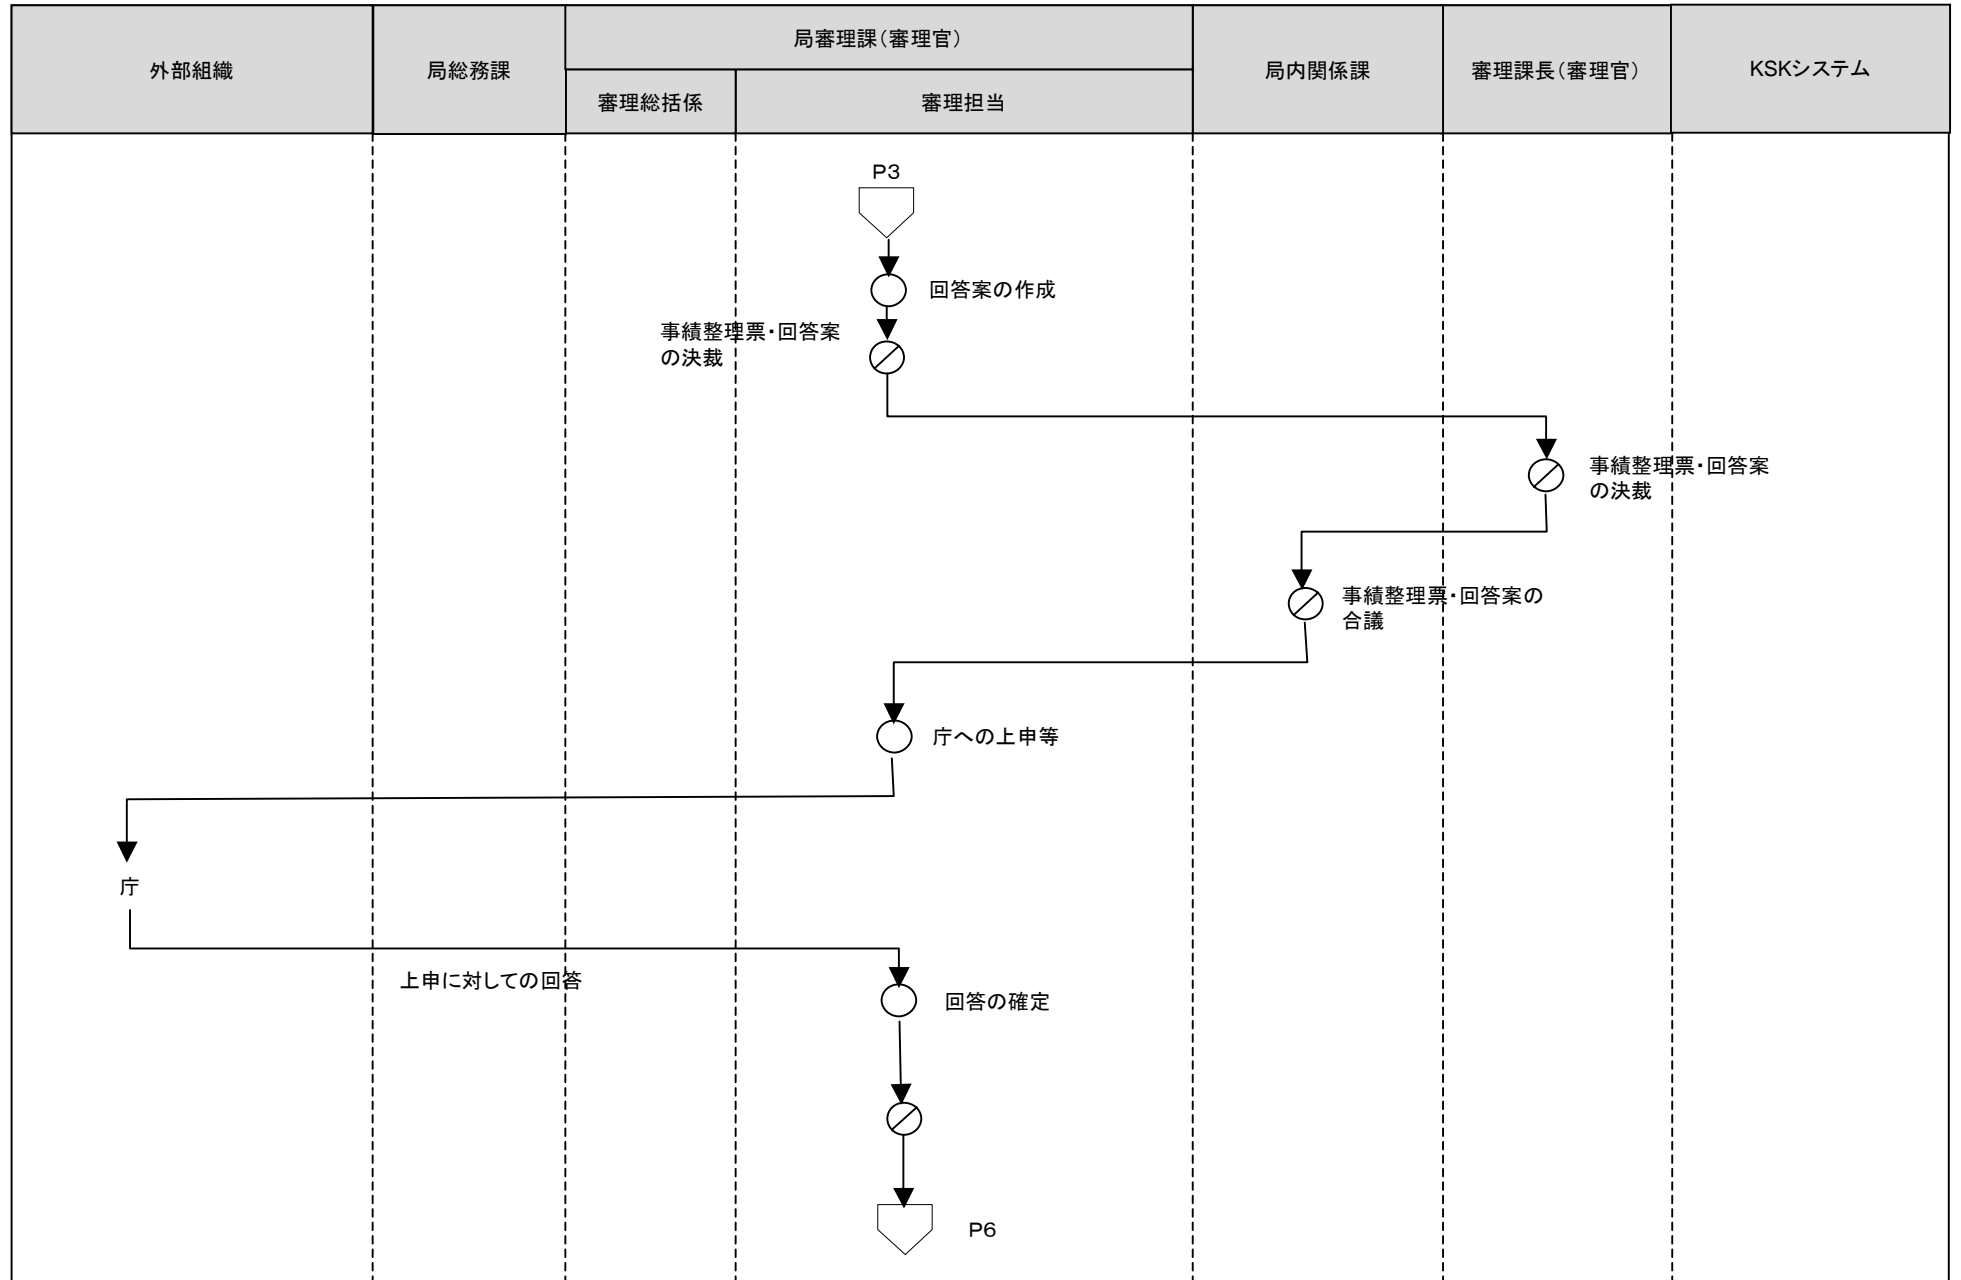 外部組織
局総務課
局審理課（審理官）
審理総括係
審理担当
局内関係課
審理課長（審理官）
KSKシステム
P3
回答案の作成
事績整理票・回答案
の決裁
事績整理票・回答案
の決裁
事績整理票・回答案の
合議
庁への上申等
庁
上申に対しての回答
回答の確定
P6